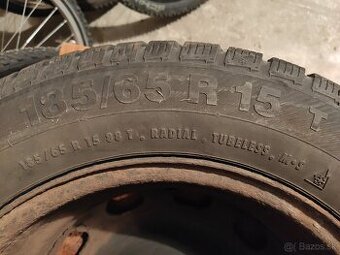 185/65 R 15 T
185/65 R 15 88 T . RADIAL . TUBELESS . M+S
Bazos.sk